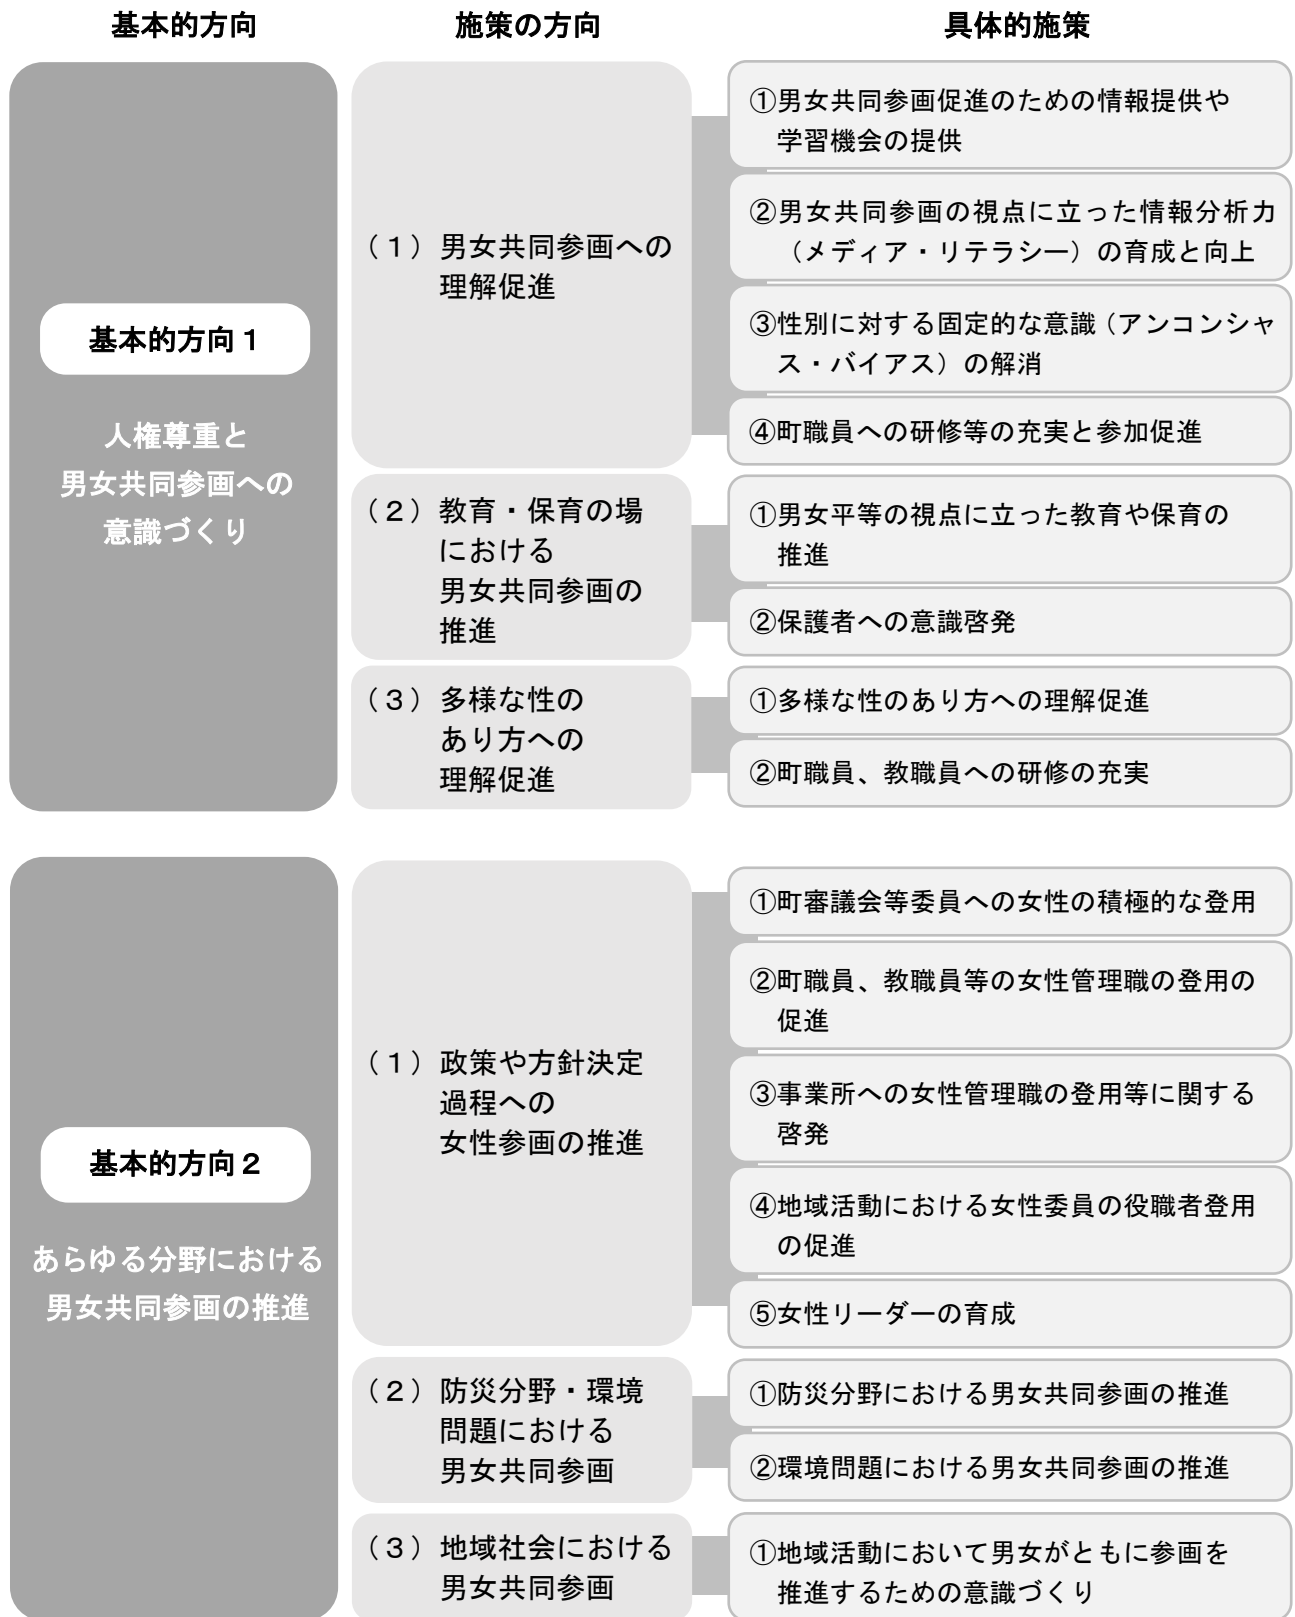 基本的方向
施策の方向
具体的施策
基本的方向１
人権尊重と
男女共同参画への
意識づくり
（１）男女共同参画への
理解促進
①男女共同参画促進のための情報提供や
学習機会の提供
②男女共同参画の視点に立った情報分析力
（メディア・リテラシー）の育成と向上
③性別に対する固定的な意識（アンコンシャ
ス・バイアス）の解消
④町職員への研修等の充実と参加促進
（２）教育・保育の場
における
男女共同参画の
推進
①男女平等の視点に立った教育や保育の
推進
②保護者への意識啓発
（３）多様な性の
あり方への
理解促進
①多様な性のあり方への理解促進
②町職員、教職員への研修の充実
基本的方向２
あらゆる分野における
男女共同参画の推進
（１）政策や方針決定
過程への
女性参画の推進
①町審議会等委員への女性の積極的な登用
②町職員、教職員等の女性管理職の登用の
促進
③事業所への女性管理職の登用等に関する
啓発
④地域活動における女性委員の役職者登用
の促進
⑤女性リーダーの育成
（２）防災分野・環境
問題における
男女共同参画
①防災分野における男女共同参画の推進
②環境問題における男女共同参画の推進
（３）地域社会における
男女共同参画
①地域活動において男女がともに参画を
推進するための意識づくり